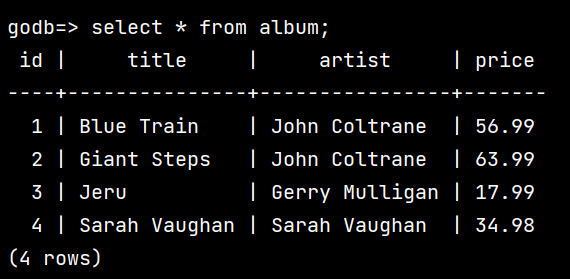 godb=> select * from album;
 id |     title     |     artist     | price
----+---------------+----------------+-------
  1 | Blue Train    | John Coltrane  | 56.99
  2 | Giant Steps   | John Coltrane  | 63.99
  3 | Jeru          | Gerry Mulligan | 17.99
  4 | Sarah Vaughan | Sarah Vaughan  | 34.98
(4 rows)